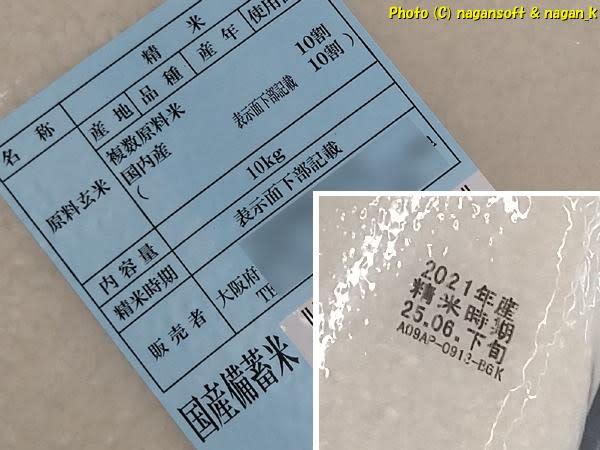 Photo (C) nagansoft & nagan_k
名称 精米
産地 品種 産年 使用割
原料玄米
複数原料米
国内産 10割
( 表示面下部記載 10割 )
内容量 10kg
精米時期 表示面下部記載
販売者 大阪府
国産備蓄米
2021年産
精米時期
25.06.下旬
A09AP-0913-BGK